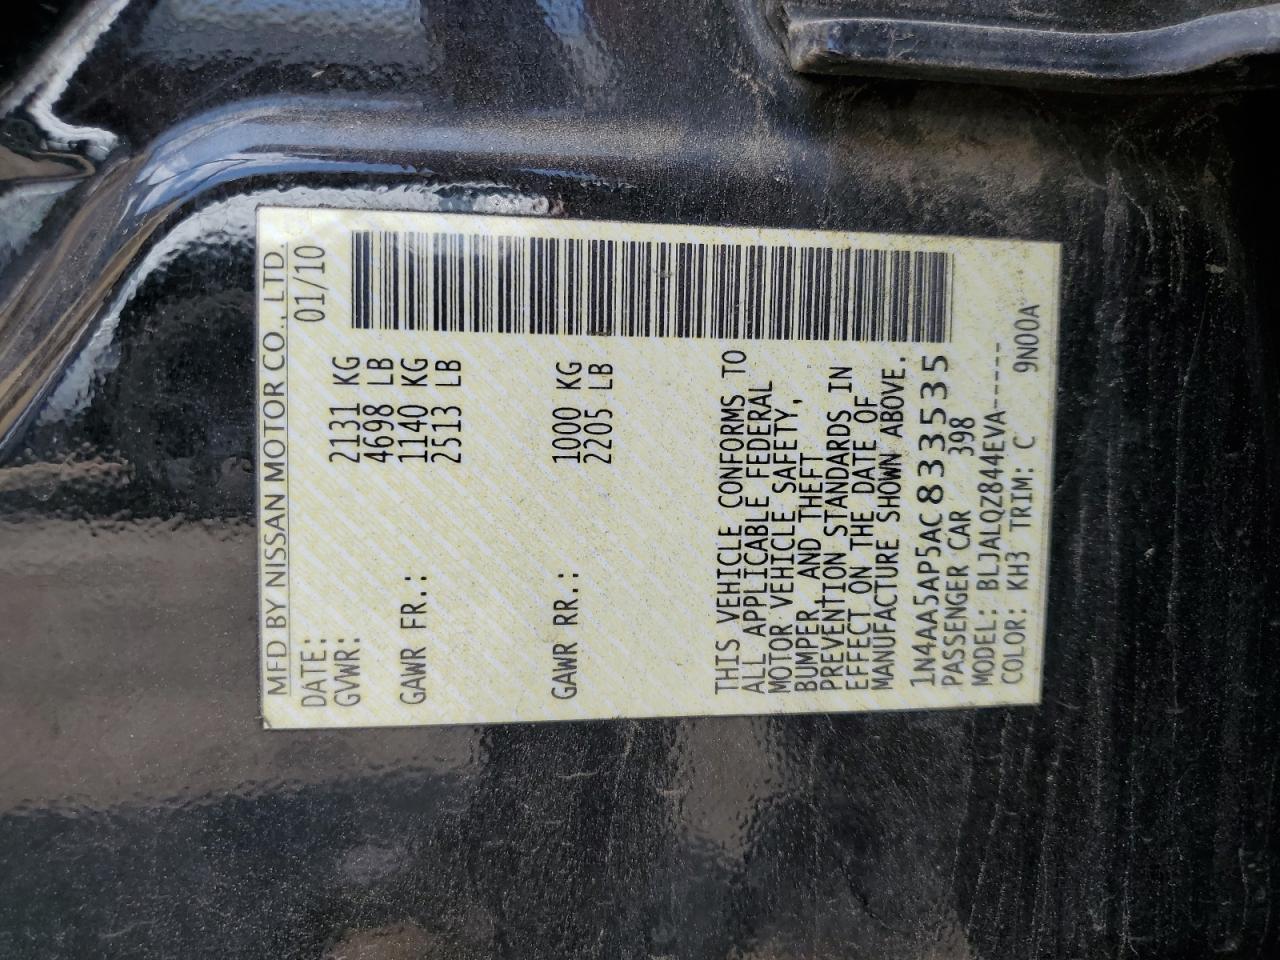 MFD BY NISSAN MOTOR CO., LTD.
DATE: 01/10
GVWR: 2131 KG
4698 LB
GAWR FR.: 1140 KG
2513 LB
GAWR RR.: 1000 KG
2205 LB
THIS VEHICLE CONFORMS TO
ALL APPLICABLE FEDERAL
MOTOR VEHICLE SAFETY,
BUMPER, AND THEFT
PREVENTION STANDARDS IN
EFFECT ON THE DATE OF
MANUFACTURE SHOWN ABOVE.
1N4AA5AP5AC833535
PASSENGER CAR 398
MODEL: BLJALQZ844EVA-----
COLOR: KH3 TRIM: C 9N00A